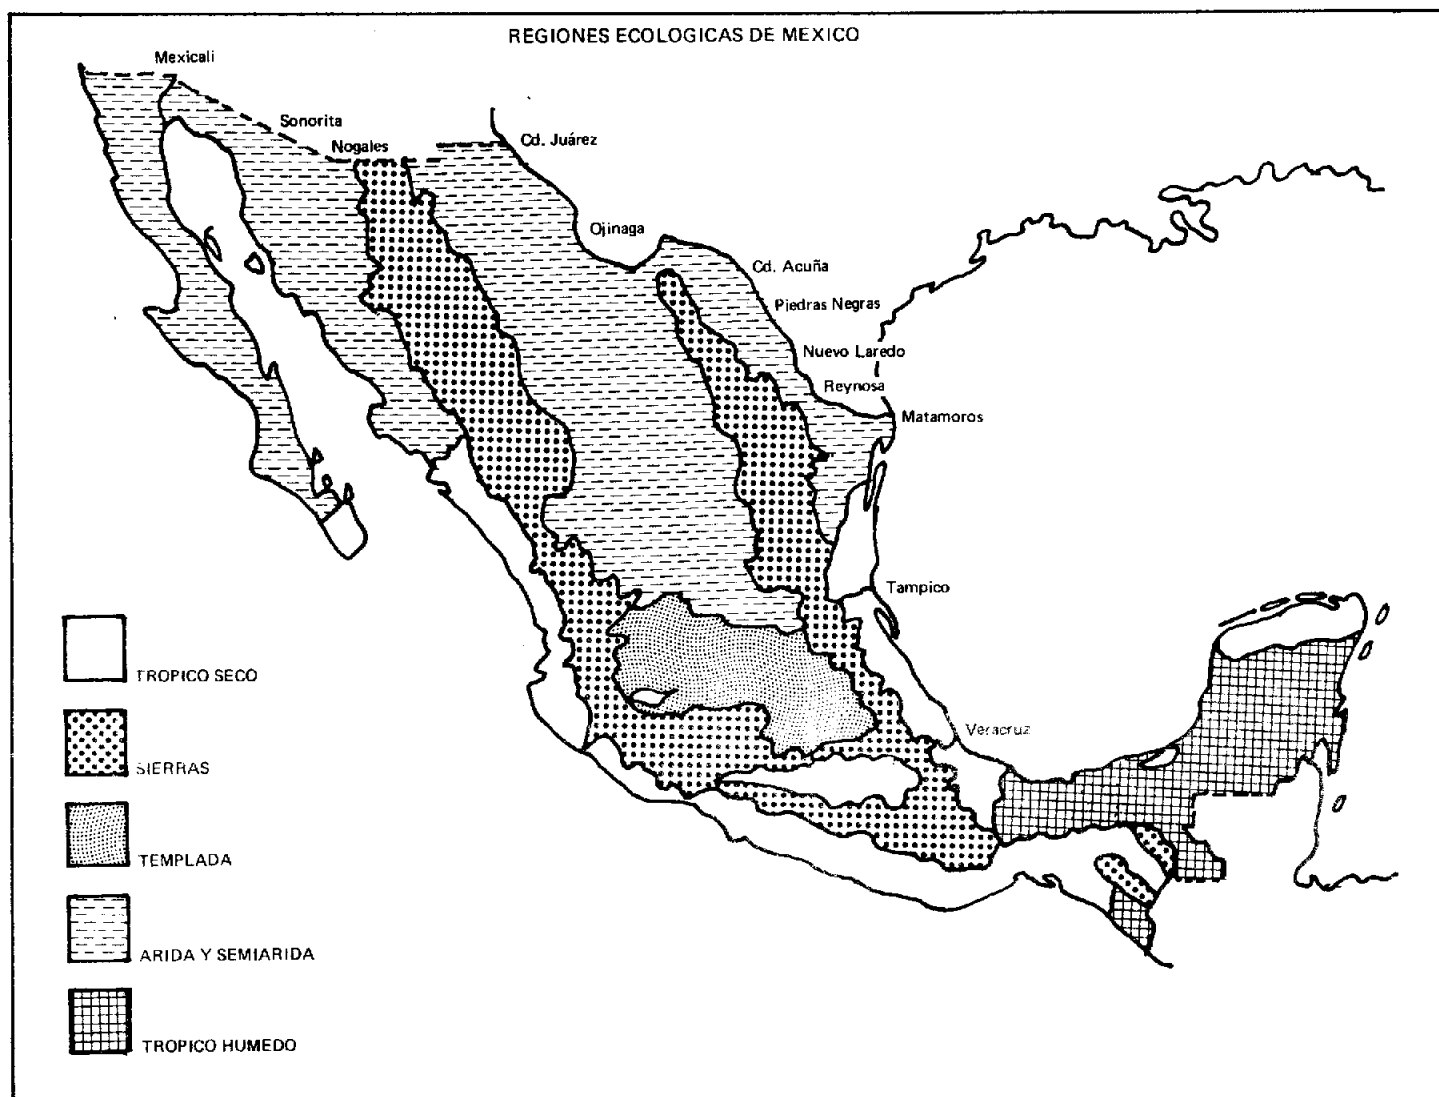 REGIONES ECOLOGICAS DE MEXICO
Mexicali
Sonorita
Nogales
Cd. Juárez
Ojinaga
Cd. Acuña
Piedras Negras
Nuevo Laredo
Reynosa
Matamoros
Tampico
Veracruz
TROPICO SECO
SIERRAS
TEMPLADA
ARIDA Y SEMIARIDA
TROPICO HUMEDO